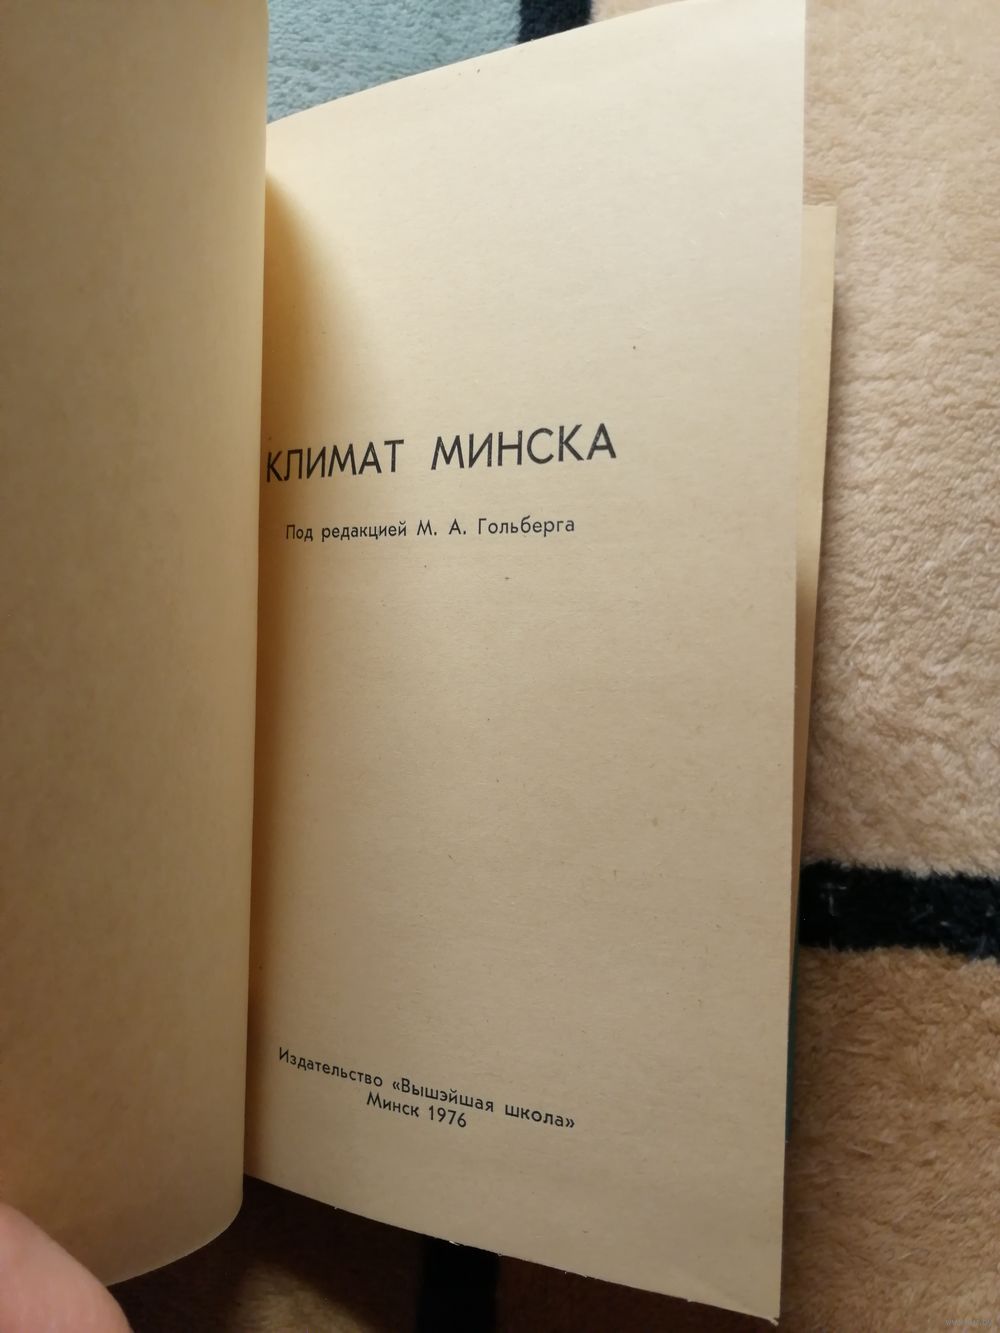 КЛИМАТ МИНСКА
Под редакцией М. А. Гольберга
Издательство «Вышэйшая школа»
Минск 1976